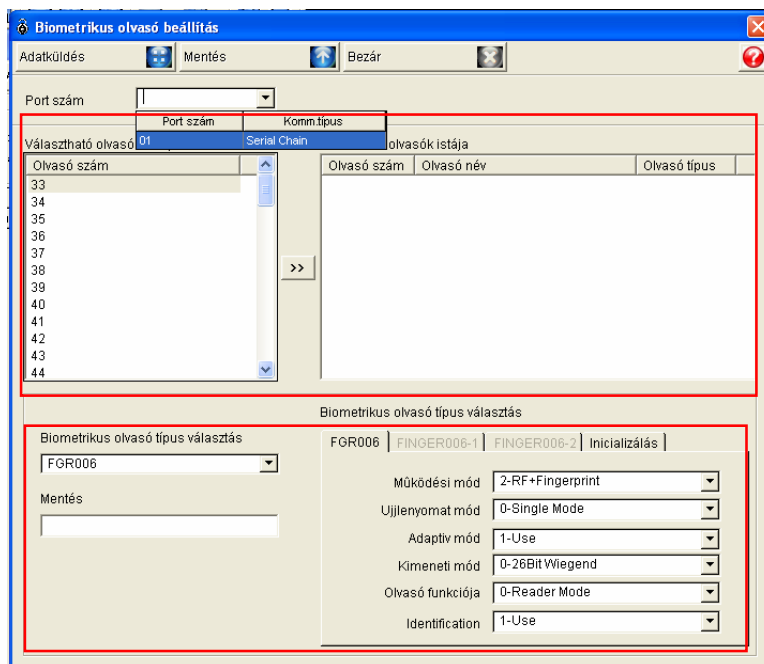 Biometrikus olvasó beállítás
Adatküldés Mentés Bezár
Port szám
Port szám Komm.típus
01 Serial Chain
Választható olvasó olvasók istája
Olvasó szám Olvasó szám Olvasó név Olvasó típus
33
34
35
36
37
38
39
40
41
42
43
44
>>
Biometrikus olvasó típus választás
Biometrikus olvasó típus választás
FGR006
Mentés
FGR006 FINGER006-1 FINGER006-2 Inicializálás
Mûködési mód 2-RF+Fingerprint
Ujjlenyomat mód 0-Single Mode
Adaptiv mód 1-Use
Kimeneti mód 0-26Bit Wiegend
Olvasó funkciója 0-Reader Mode
Identification 1-Use